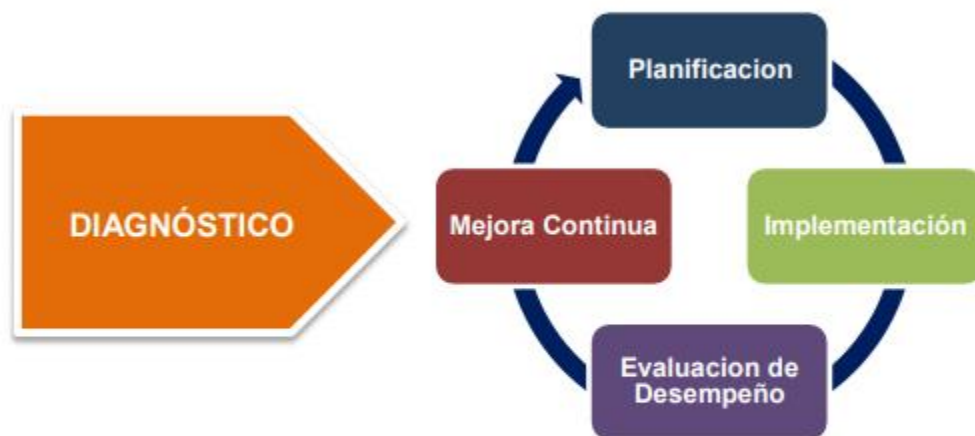 DIAGNÓSTICO
Planificacion
Implementación
Evaluacion de
Desempeño
Mejora Continua